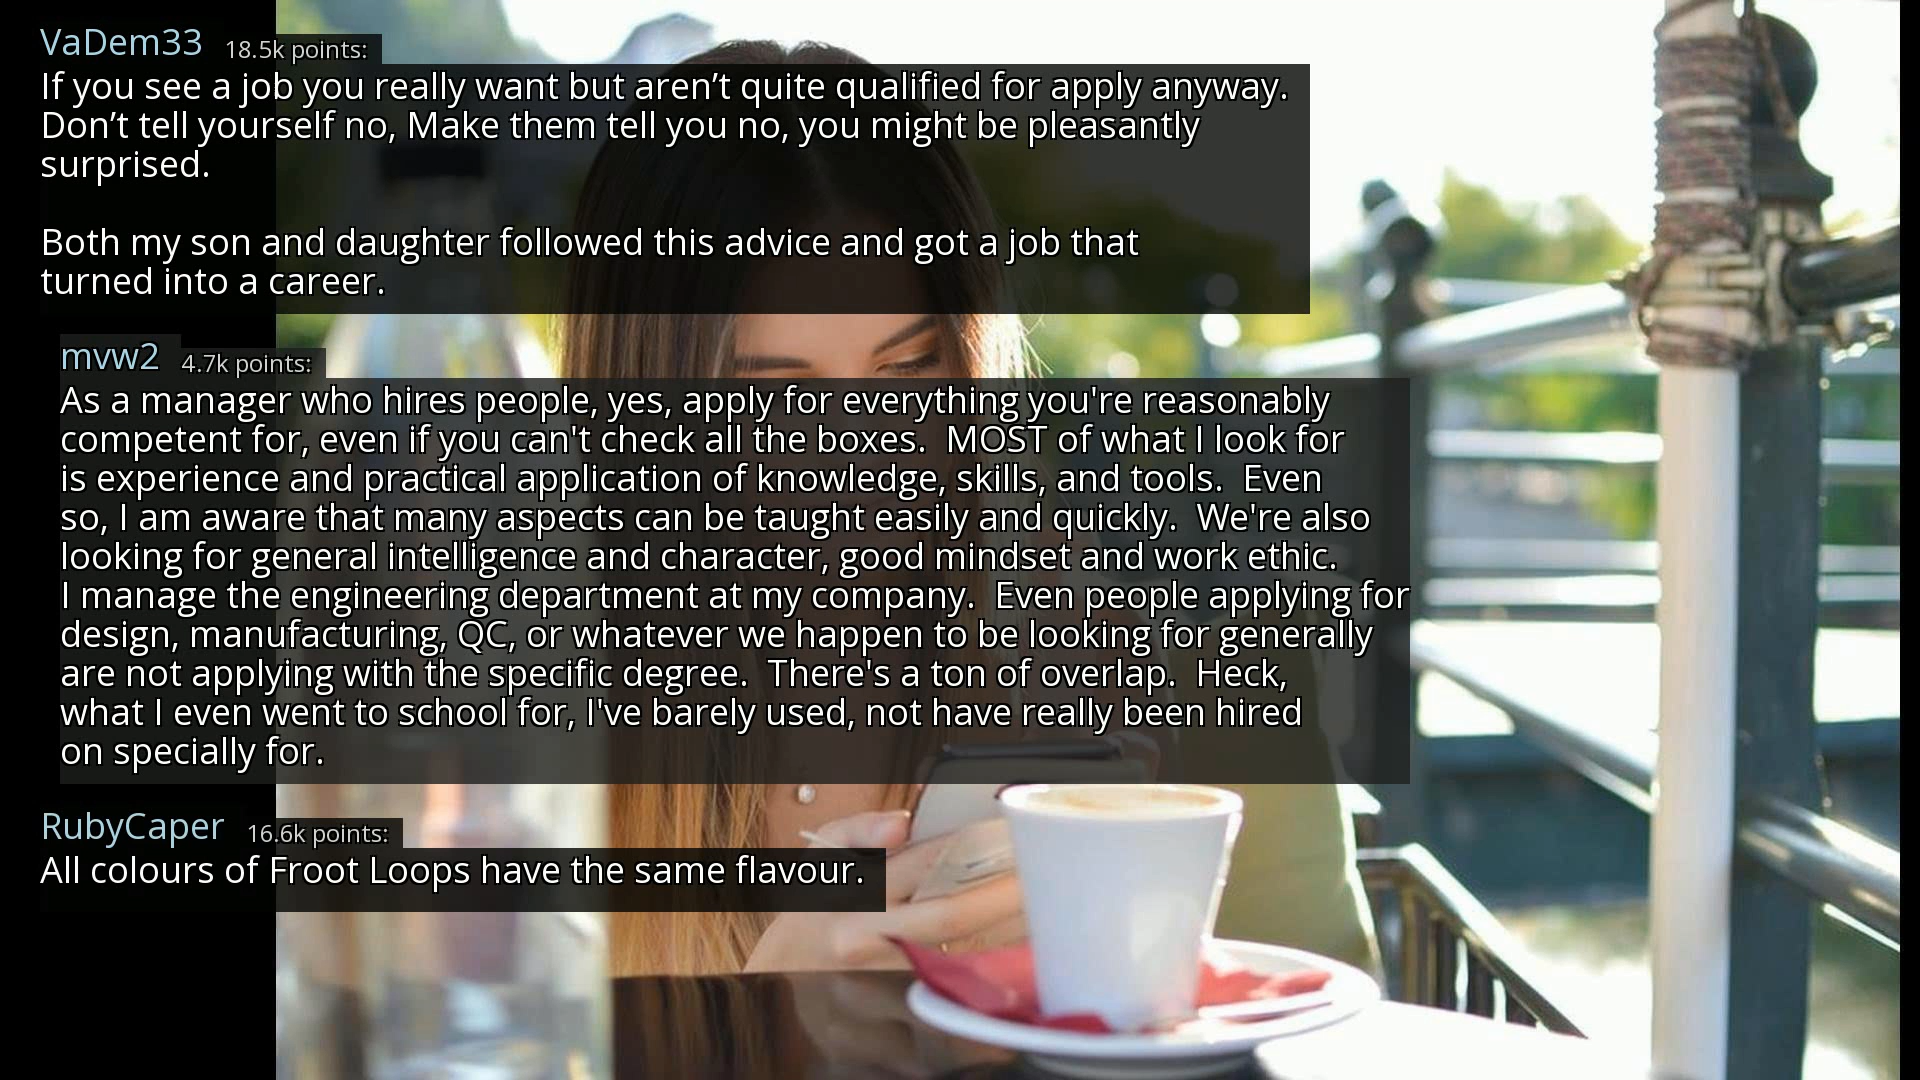 VaDem33 18.5k points:
If you see a job you really want but aren’t quite qualified for apply anyway.
Don’t tell yourself no, Make them tell you no, you might be pleasantly
surprised.
Both my son and daughter followed this advice and got a job that
turned into a career.
mvw2 4.7k points:
As a manager who hires people, yes, apply for everything you're reasonably
competent for, even if you can't check all the boxes.  MOST of what I look for
is experience and practical application of knowledge, skills, and tools.  Even
so, I am aware that many aspects can be taught easily and quickly.  We're also
looking for general intelligence and character, good mindset and work ethic.
I manage the engineering department at my company.  Even people applying for
design, manufacturing, QC, or whatever we happen to be looking for generally
are not applying with the specific degree.  There's a ton of overlap.  Heck,
what I even went to school for, I've barely used, not have really been hired
on specially for.
RubyCaper 16.6k points:
All colours of Froot Loops have the same flavour.